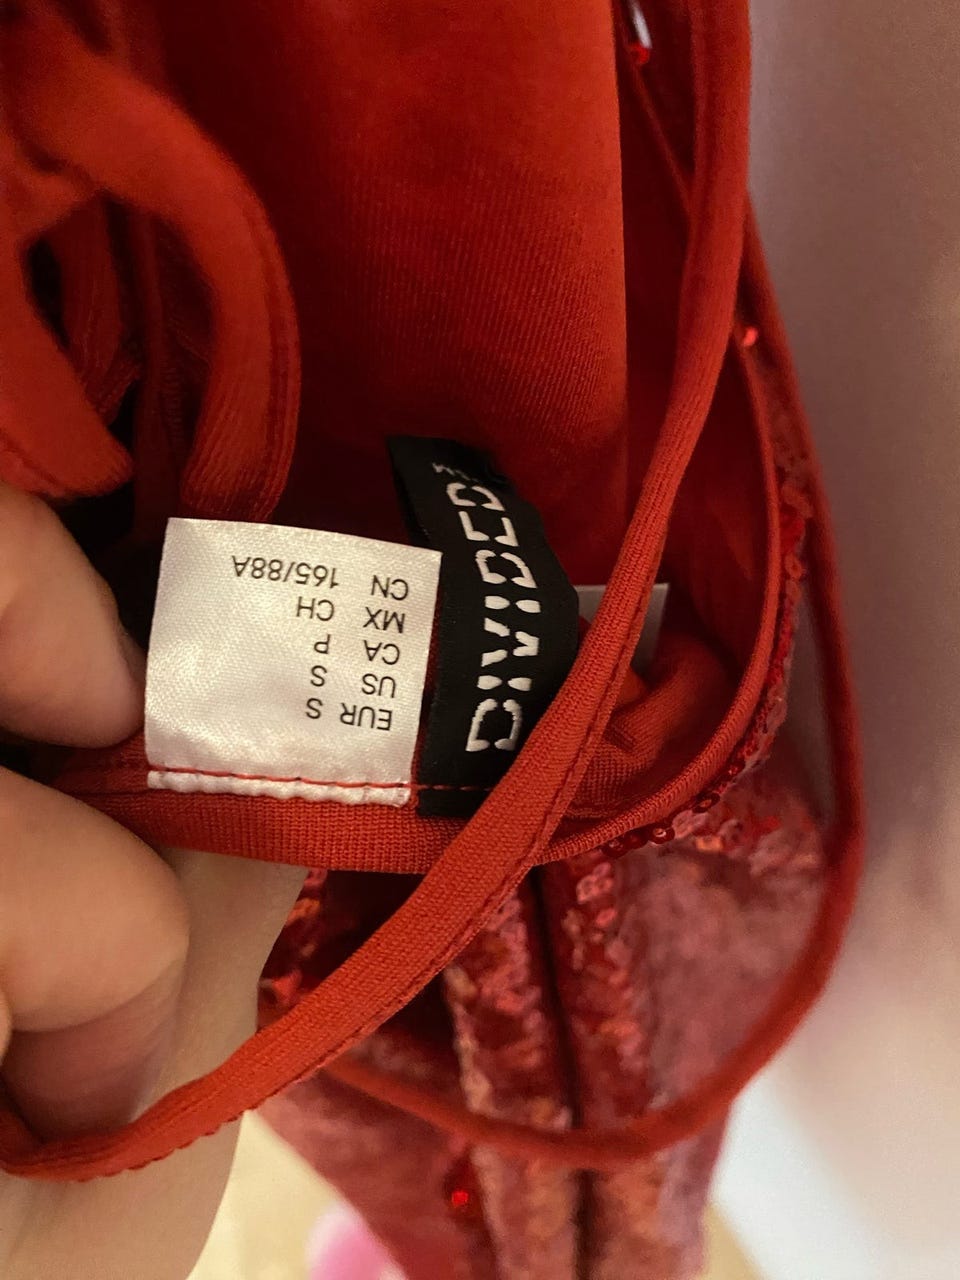 DIVIDED
EUR S
US S
CA P
MX CH
CN 165/88A